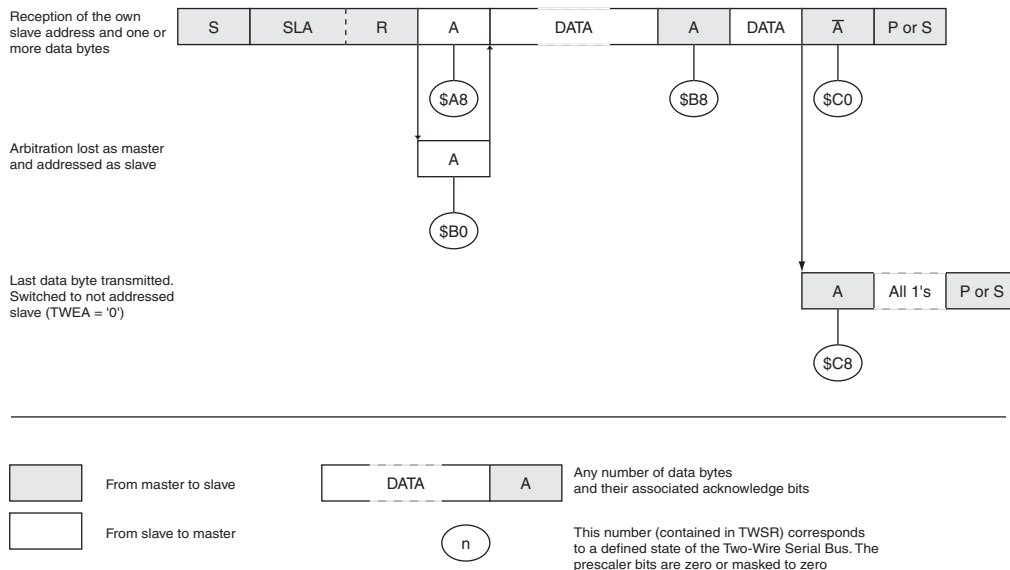 Reception of the own
slave address and one or
more data bytes
S SLA R A DATA A DATA A̅ P or S
$A8 $B8 $C0
Arbitration lost as master
and addressed as slave
A
$B0
Last data byte transmitted.
Switched to not addressed
slave (TWEA = '0')
A All 1's P or S
$C8
From master to slave
DATA A
Any number of data bytes
and their associated acknowledge bits
From slave to master
n
This number (contained in TWSR) corresponds
to a defined state of the Two-Wire Serial Bus. The
prescaler bits are zero or masked to zero